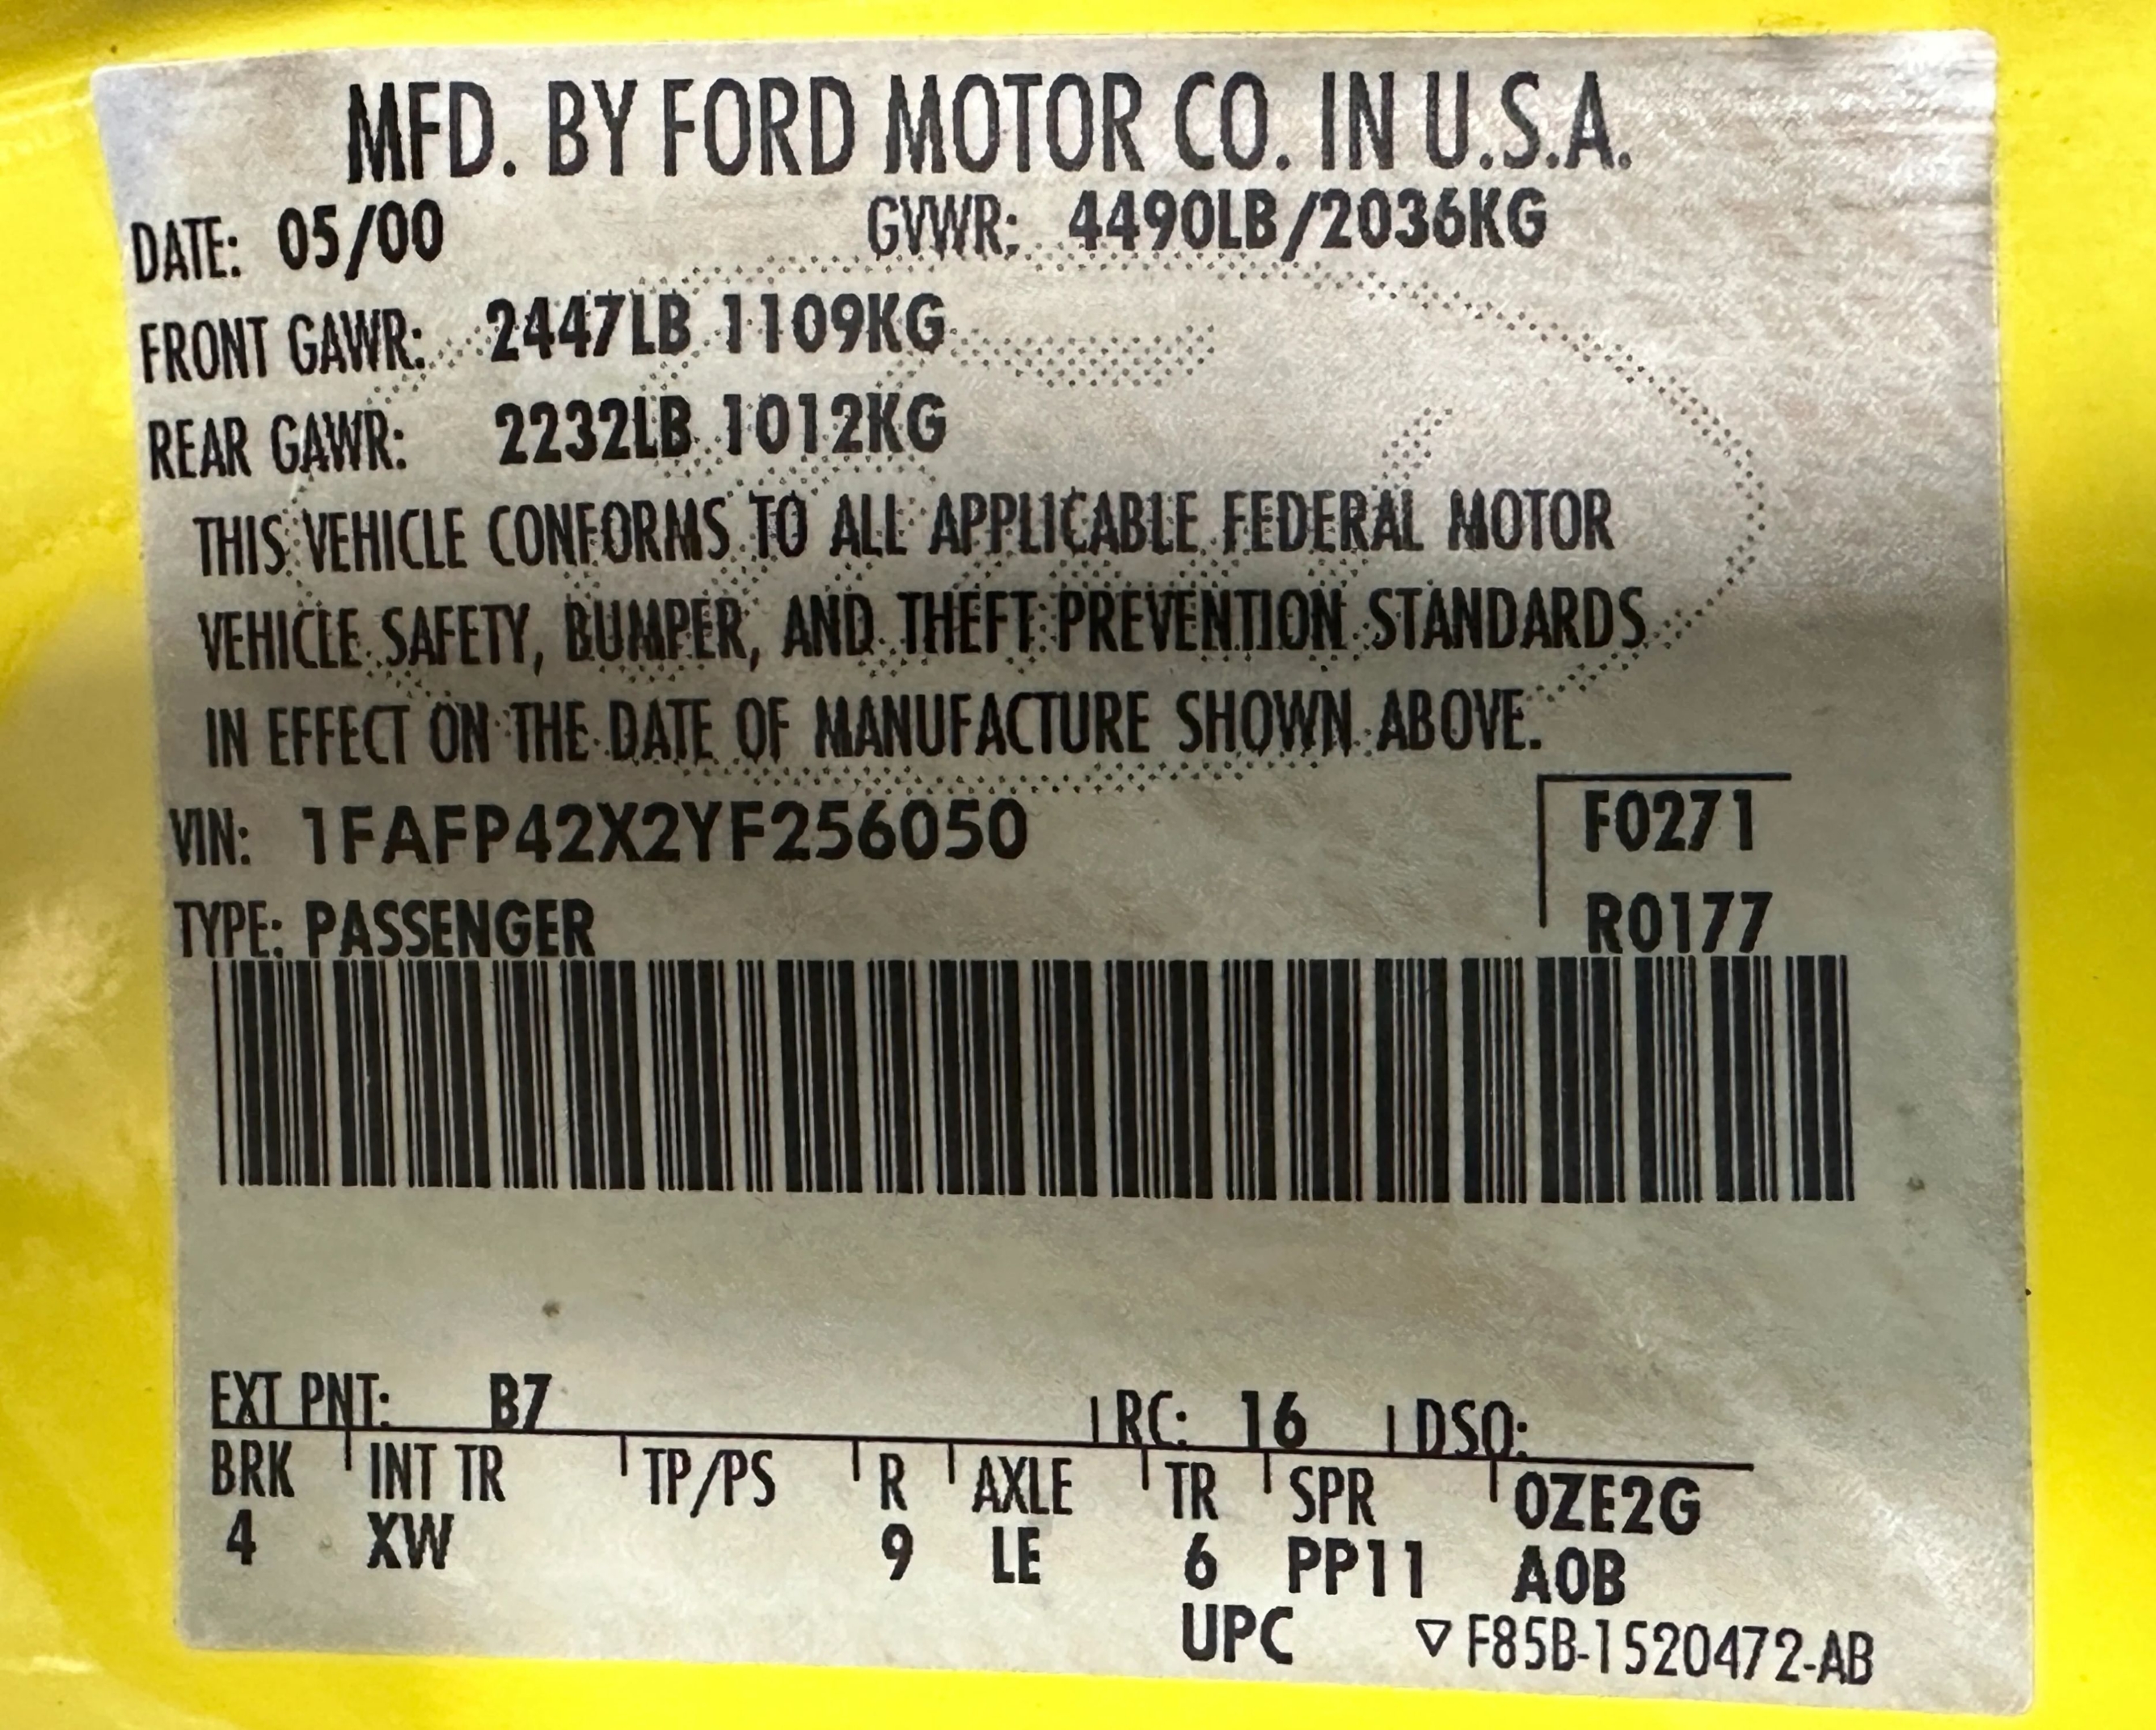 MFD. BY FORD MOTOR CO. IN U.S.A.
DATE: 05/00 GVWR: 4490LB/2036KG
FRONT GAWR: 2447LB 1109KG
REAR GAWR: 2232LB 1012KG
THIS VEHICLE CONFORMS TO ALL APPLICABLE FEDERAL MOTOR
VEHICLE SAFETY, BUMPER, AND THEFT PREVENTION STANDARDS
IN EFFECT ON THE DATE OF MANUFACTURE SHOWN ABOVE.
VIN: 1FAFP42X2YF256050 F0271
TYPE: PASSENGER R0177
EXT PNT: B7 RC: 16 DSO:
BRK INT TR TP/PS R AXLE TR SPR 0ZE2G
4 XW 9 LE 6 PP11 A0B
UPC ▽ F85B-1520472-AB